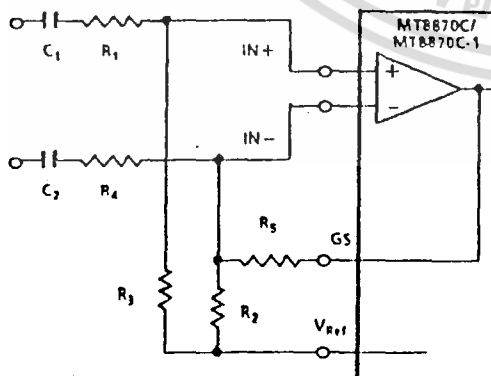 MT8870C/
MT8870C-1
C1
R1
IN+
+
−
IN−
C2
R4
R5
GS
R3
R2
VRef